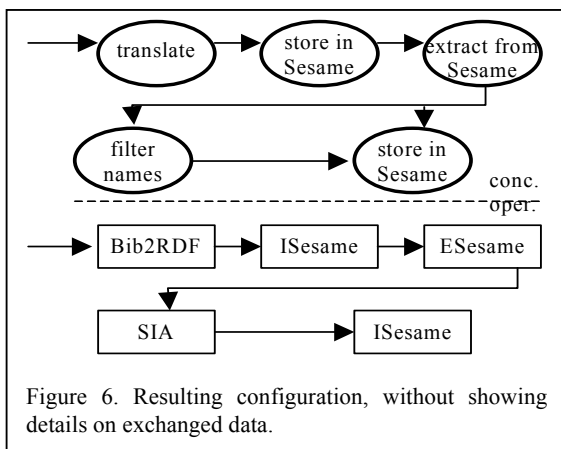 translate
store in
Sesame
extract from
Sesame
filter
names
store in
Sesame
conc.
oper.
Bib2RDF
ISesame
ESesame
SIA
ISesame
Figure 6. Resulting configuration, without showing
details on exchanged data.